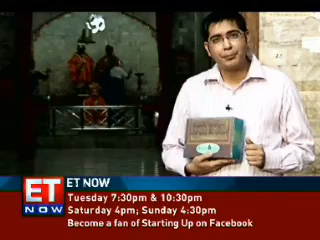 ॐ
ET
NOW
ET NOW
Tuesday 7:30pm & 10:30pm
Saturday 4pm; Sunday 4:30pm
Become a fan of Starting Up on Facebook